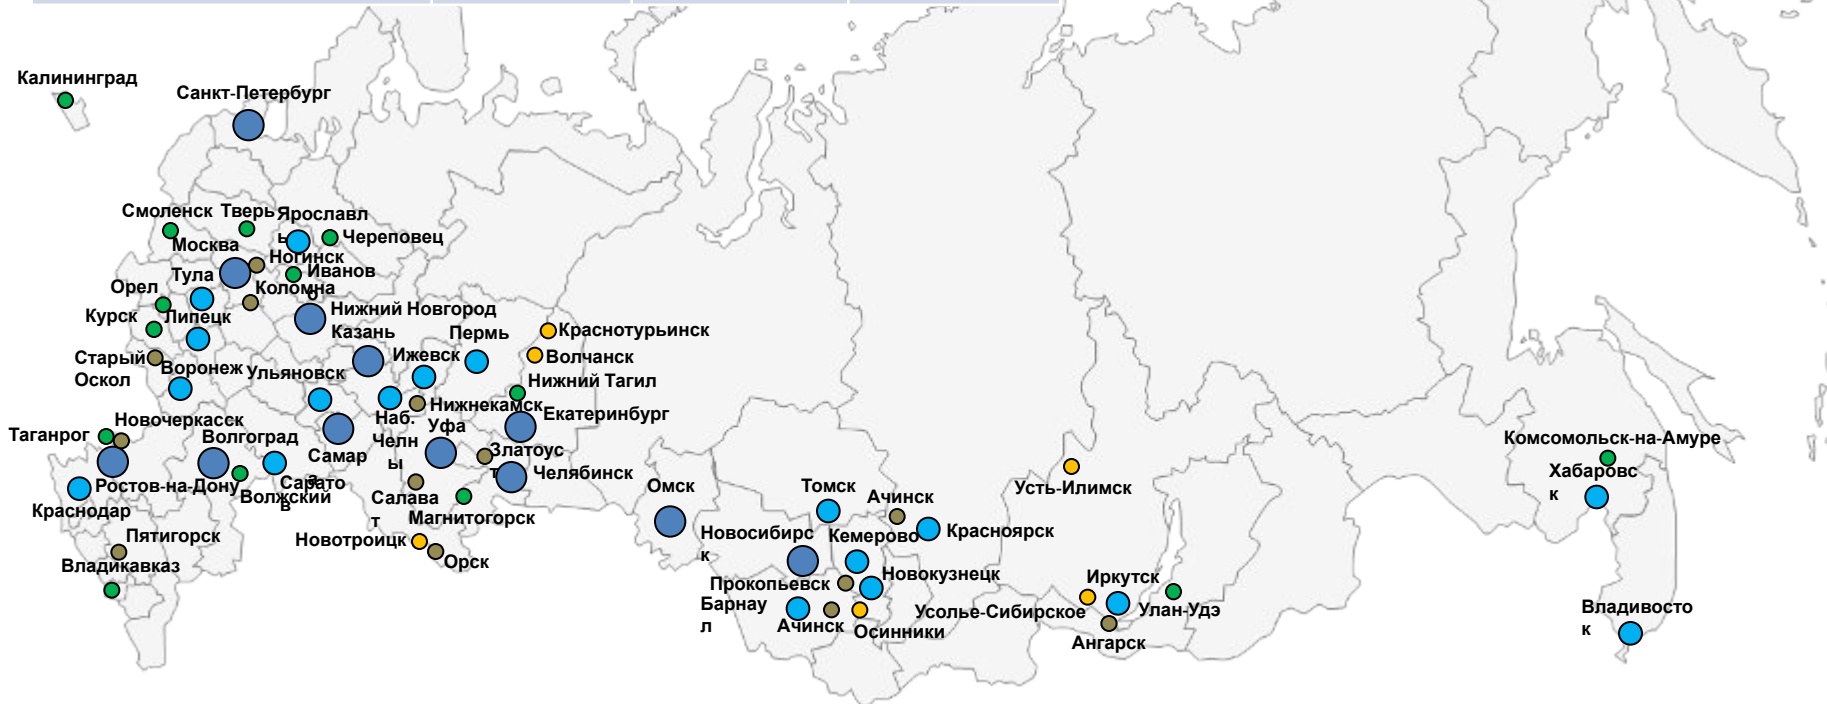 Калининград
Санкт-Петербург
Смоленск
Тверь
Ярославл
ь
Череповец
Москва
Ногинск
Иваново
Тула
Коломна
Орел
Курск
Липецк
Нижний Новгород
Казань
Пермь
Краснотурьинск
Волчанск
Старый
Оскол
Воронеж
Ульяновск
Ижевск
Нижний Тагил
Нижнекамск
Екатеринбург
Наб.
Челн
ы
Новочеркасск
Таганрог
Волгоград
Уфа
Самар
а
Златоус
т
Челябинск
Ростов-на-Дону
Волжский
Сарато
в
Краснодар
Салава
т
Магнитогорск
Новотроицк
Орск
Пятигорск
Владикавказ
Омск
Новосибирс
к
Томск
Ачинск
Красноярск
Кемерово
Новокузнецк
Прокопьевск
Барнау
л
Ачинск
Осинники
Усть-Илимск
Иркутск
Усолье-Сибирское
Улан-Удэ
Ангарск
Комсомольск-на-Амуре
Хабаровс
к
Владивосто
к